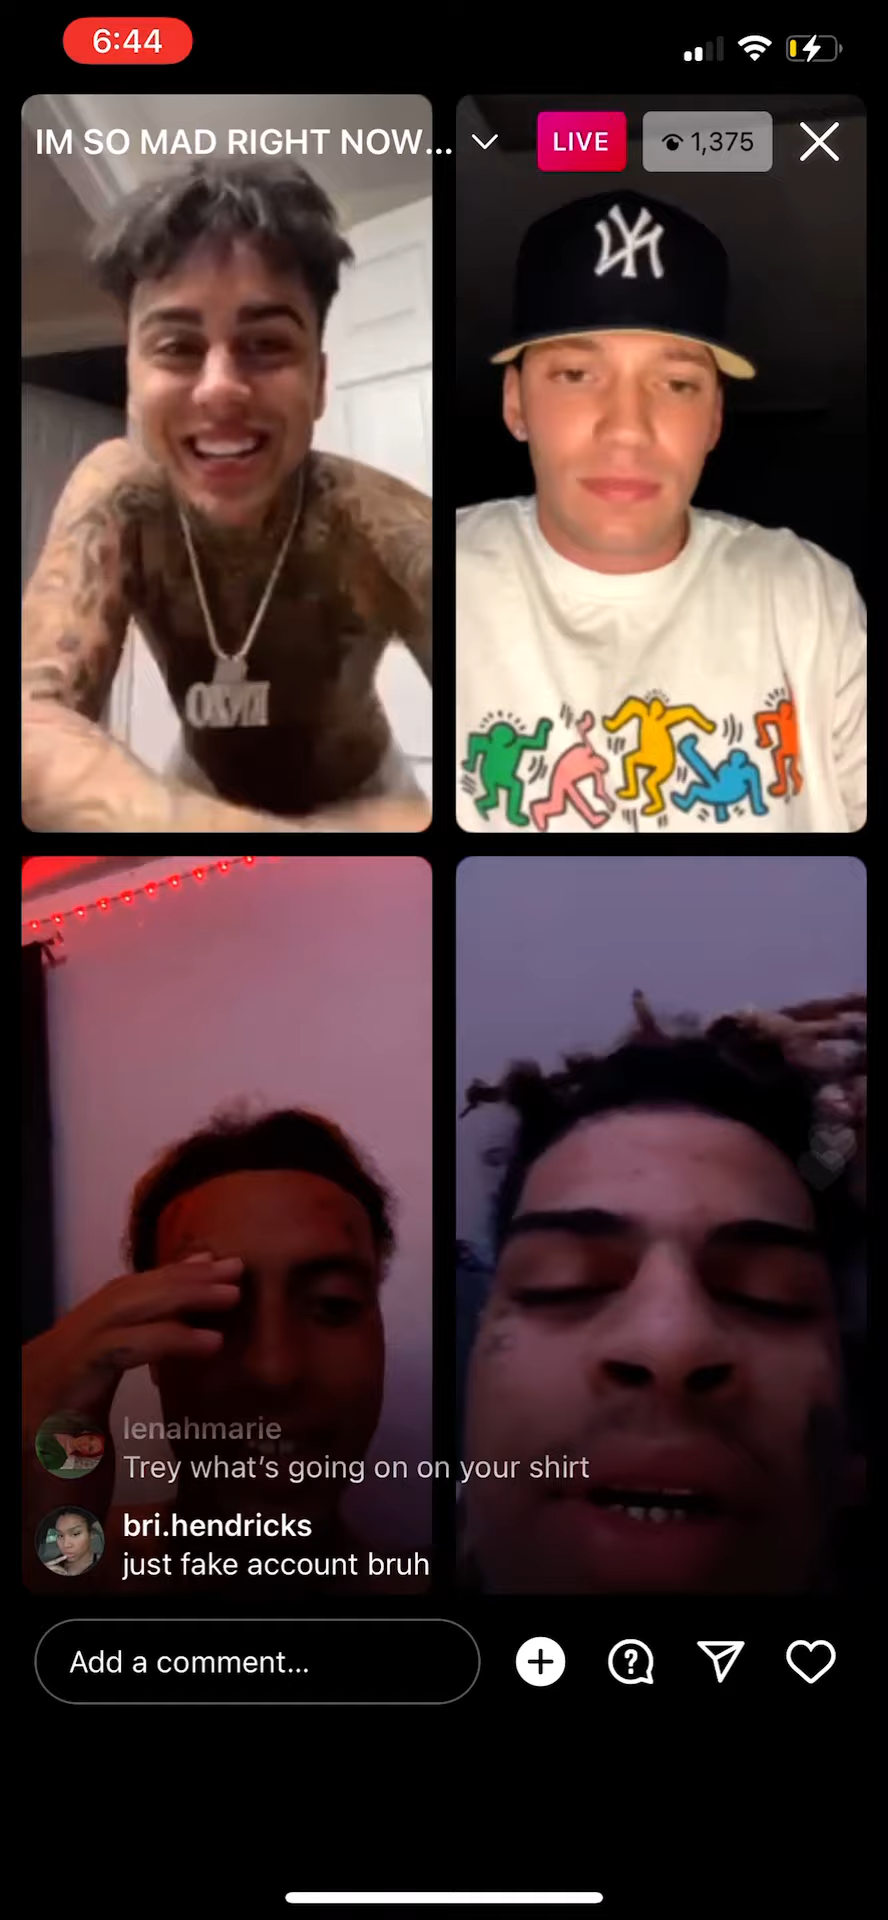 6:44
IM SO MAD RIGHT NOW...
LIVE
1,375
NY
lenahmarie
Trey what's going on on your shirt
bri.hendricks
just fake account bruh
Add a comment...